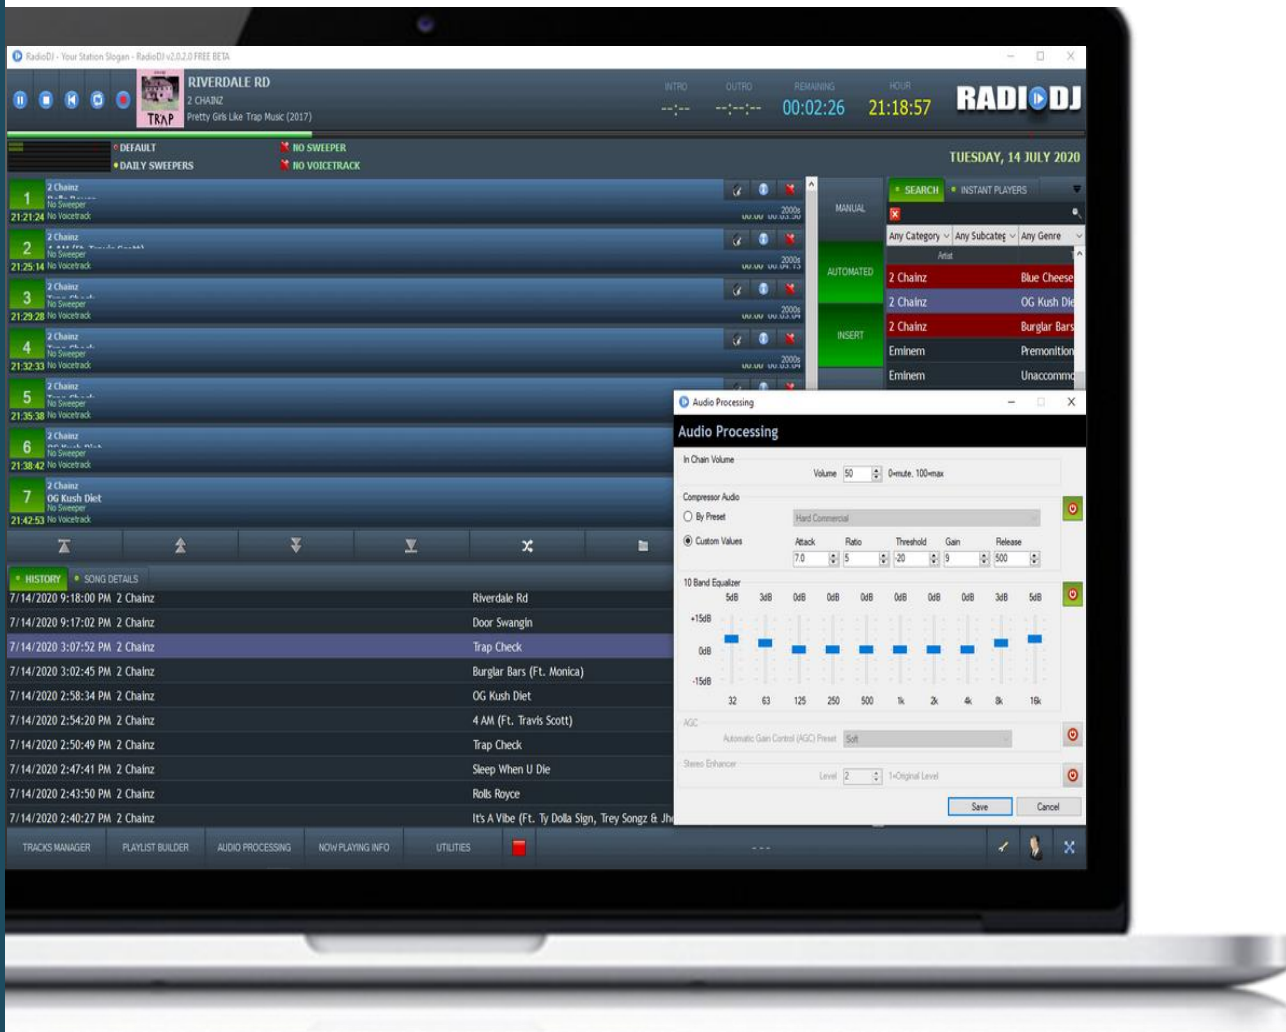 RadioDJ - Your Station Slogan - RadioDJ v2.0.2.0 FREE BETA
RIVERDALE RD
2 CHAINZ
Pretty Girls Like Trap Music (2017)
TRAP
INTRO OUTRO REMAINING HOUR
--:-- --:--:-- 00:02:26 21:18:57
RADIODJ
DEFAULT NO SWEEPER
DAILY SWEEPERS NO VOICETRACK
TUESDAY, 14 JULY 2020
1 2 Chainz
No Sweeper 2000s
21:21:24 No Voicetrack
2 2 Chainz
No Sweeper 2000s
21:25:14 No Voicetrack
3 2 Chainz
No Sweeper 2000s
21:29:28 No Voicetrack
4 2 Chainz
No Sweeper 2000s
21:32:33 No Voicetrack
5 2 Chainz
No Sweeper
21:35:38 No Voicetrack
6 2 Chainz
No Sweeper
21:38:42 No Voicetrack
7 2 Chainz
OG Kush Diet
No Sweeper
21:42:53 No Voicetrack
MANUAL
AUTOMATED
INSERT
SEARCH INSTANT PLAYERS
Any Category Any Subcateg Any Genre
Artist T
2 Chainz Blue Cheese
2 Chainz OG Kush Die
2 Chainz Burglar Bars
Eminem Premonition
Eminem Unaccommo
HISTORY SONG DETAILS
7/14/2020 9:18:00 PM 2 Chainz Riverdale Rd
7/14/2020 9:17:02 PM 2 Chainz Door Swangin
7/14/2020 3:07:52 PM 2 Chainz Trap Check
7/14/2020 3:02:45 PM 2 Chainz Burglar Bars (Ft. Monica)
7/14/2020 2:58:34 PM 2 Chainz OG Kush Diet
7/14/2020 2:54:20 PM 2 Chainz 4 AM (Ft. Travis Scott)
7/14/2020 2:50:49 PM 2 Chainz Trap Check
7/14/2020 2:47:41 PM 2 Chainz Sleep When U Die
7/14/2020 2:43:50 PM 2 Chainz Rolls Royce
7/14/2020 2:40:27 PM 2 Chainz It's A Vibe (Ft. Ty Dolla Sign, Trey Songz & Jhe
Audio Processing
Audio Processing
In Chain Volume
Volume 50 0=mute, 100=max
Compressor Audio
By Preset Hard Commercial
Custom Values Attack Ratio Threshold Gain Release
7.0 5 -20 9 500
10 Band Equalizer
5dB 3dB 0dB 0dB 0dB 0dB 0dB 0dB 3dB 5dB
+15dB
0dB
-15dB
32 63 125 250 500 1k 2k 4k 8k 16k
AGC
Automatic Gain Control (AGC) Preset Soft
Stereo Enhancer
Level 2 1=Original Level
Save Cancel
TRACKS MANAGER PLAYLIST BUILDER AUDIO PROCESSING NOW PLAYING INFO UTILITIES ---